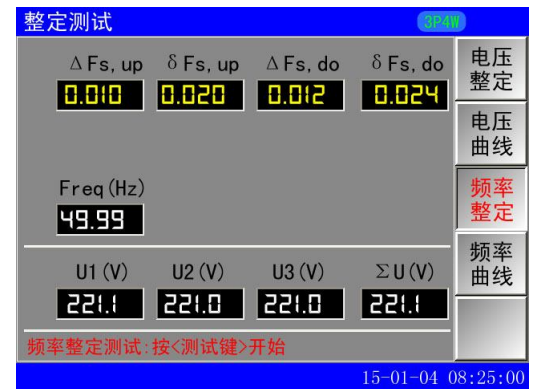 整定测试 3P4W
ΔFs, up δFs, up ΔFs, do δFs, do
0.010 0.020 0.012 0.024
Freq(Hz)
49.99
U1(V) U2(V) U3(V) ΣU(V)
221.1 221.0 221.0 221.1
频率整定测试:按<测试键>开始
电压
整定
电压
曲线
频率
整定
频率
曲线
15-01-04 08:25:00